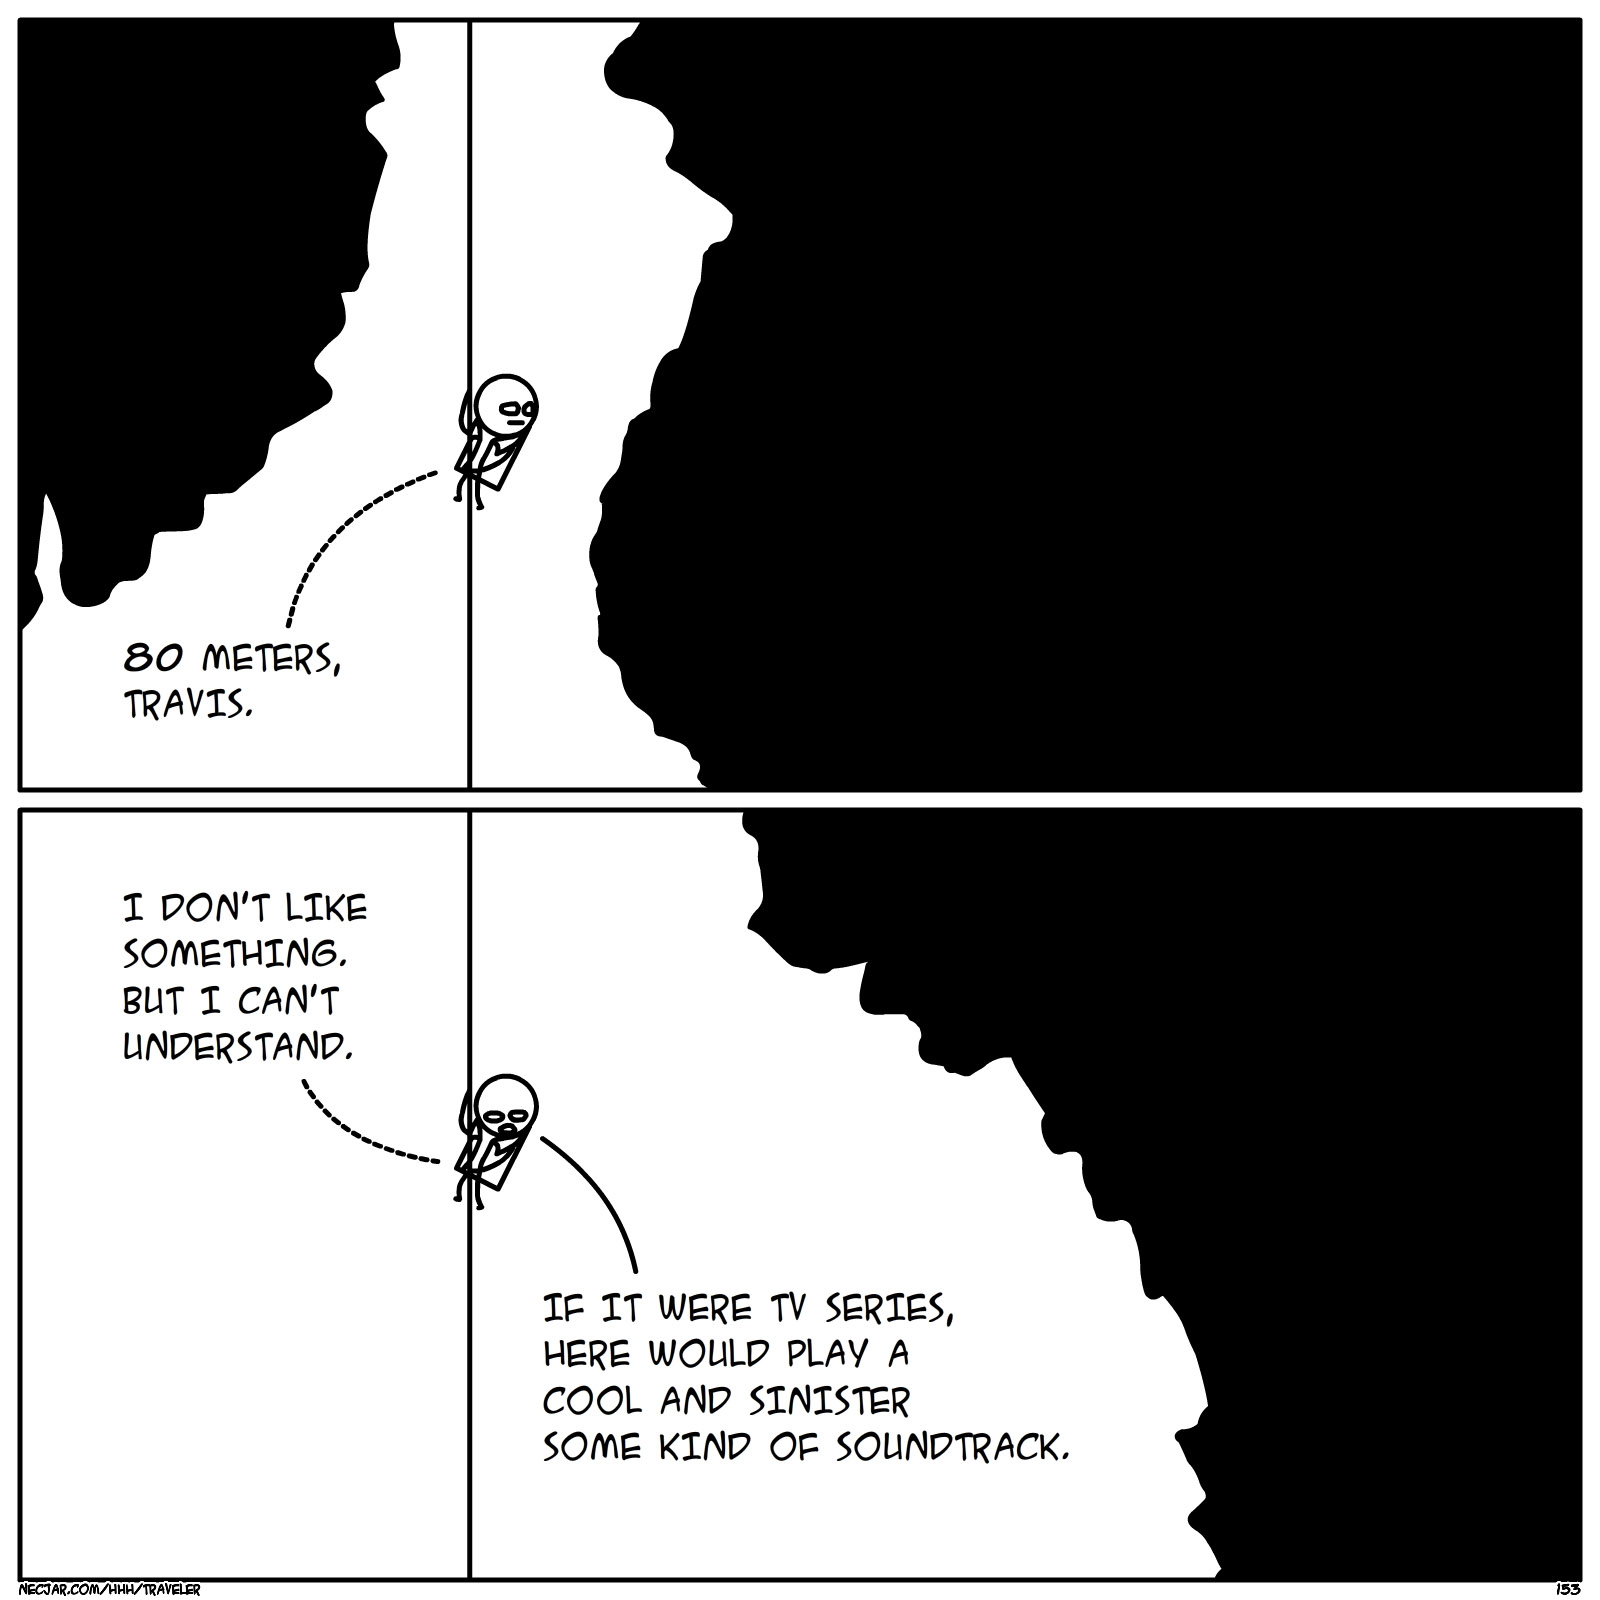 80 METERS,
TRAVIS.
I DON'T LIKE
SOMETHING.
BUT I CAN'T
UNDERSTAND.
IF IT WERE TV SERIES,
HERE WOULD PLAY A
COOL AND SINISTER
SOME KIND OF SOUNDTRACK.
NECJAR.COM/HHH/TRAVELER
153